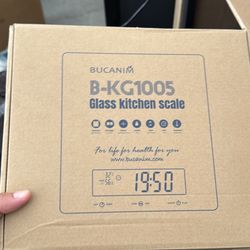 BUCANIM
B-KG1005
Glass kitchen scale
For life for health for you
www.bucanim.com
19:50